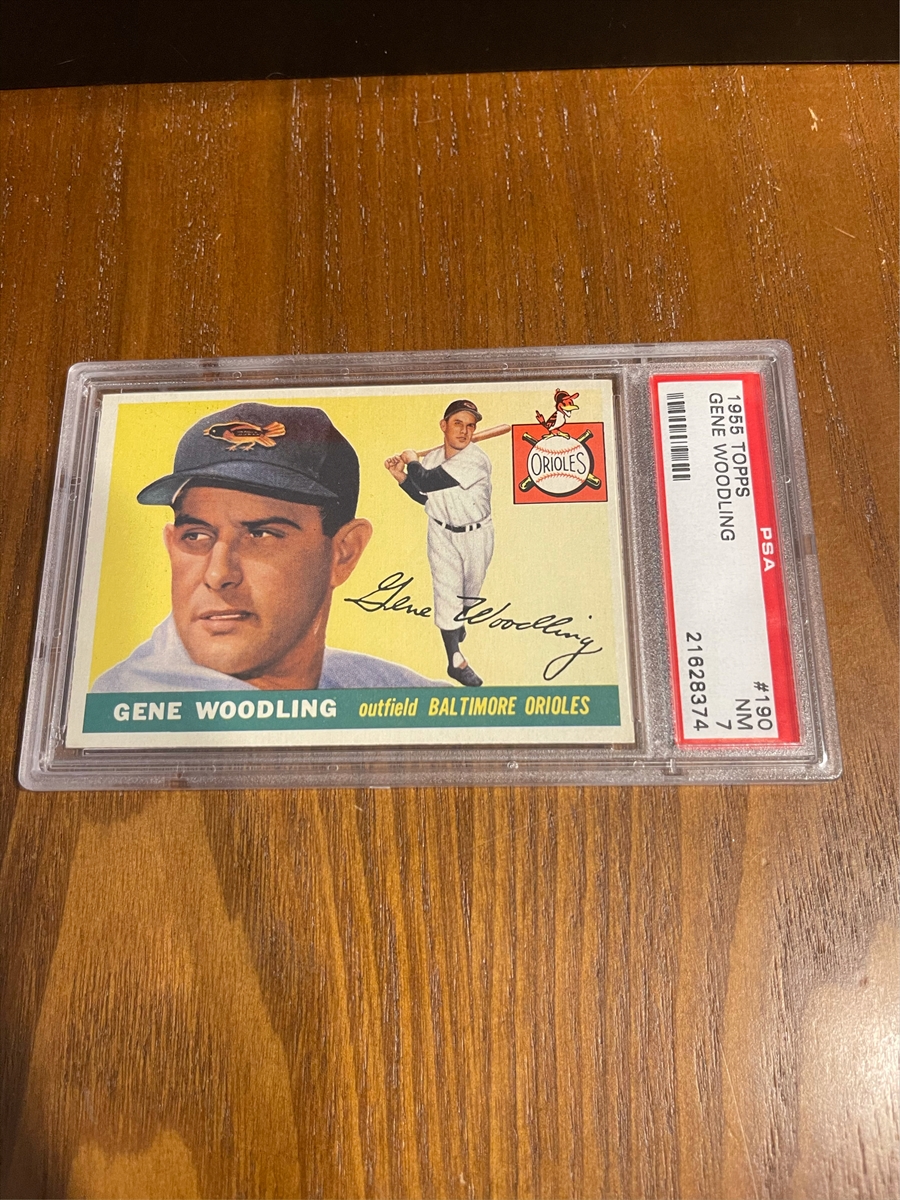 ORIOLES
Gene Woodling
GENE WOODLING outfield BALTIMORE ORIOLES
1955 TOPPS #190
GENE WOODLING NM 7
PSA 21628374